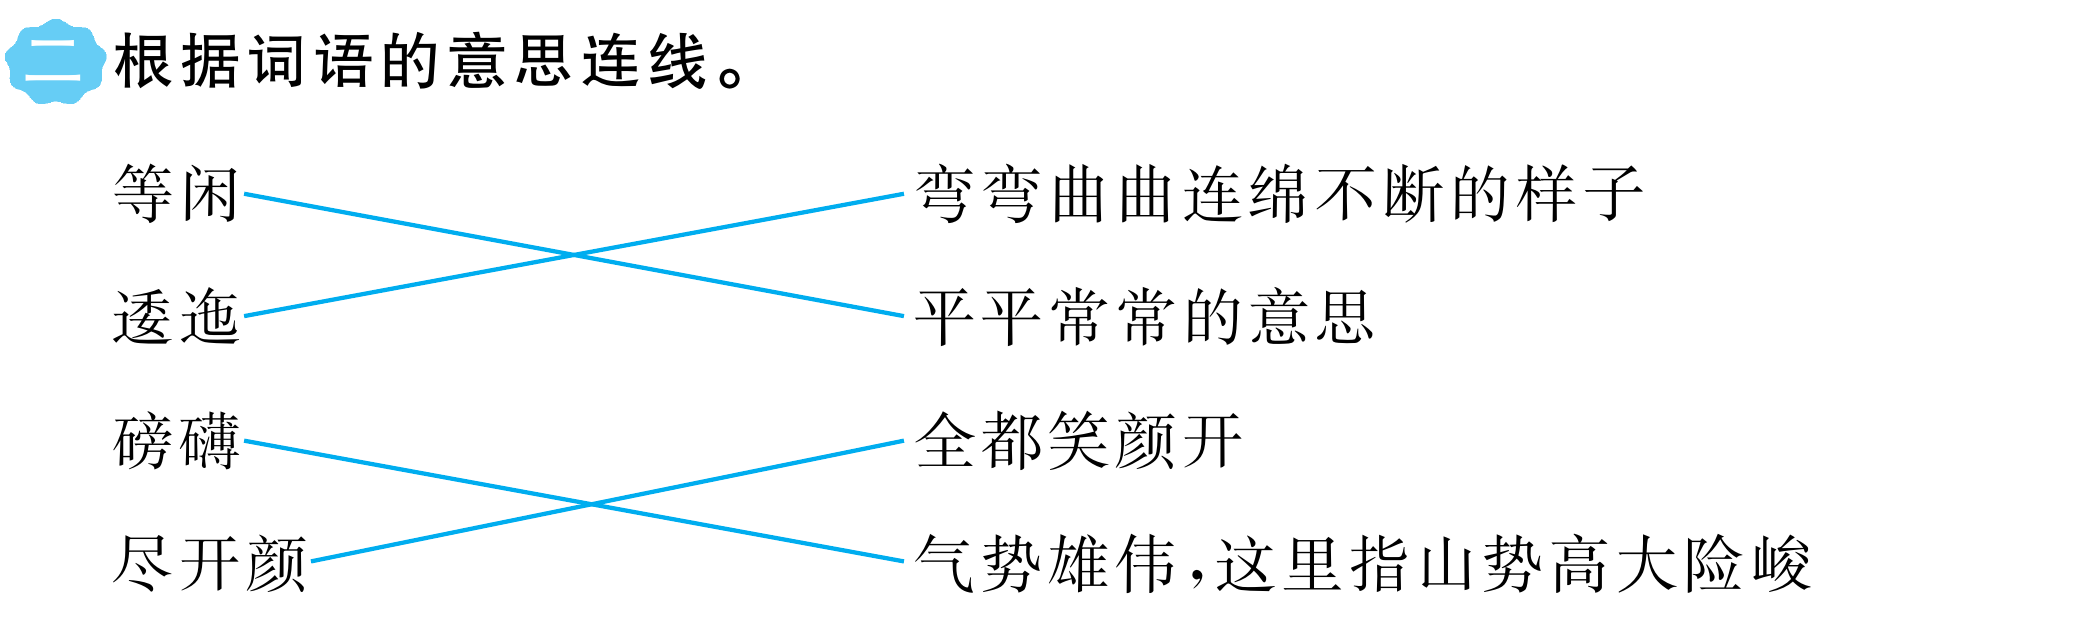 二 根据词语的意思连线。
等闲 弯弯曲曲连绵不断的样子
逶迤 平平常常的意思
磅礴 全都笑颜开
尽开颜 气势雄伟,这里指山势高大险峻